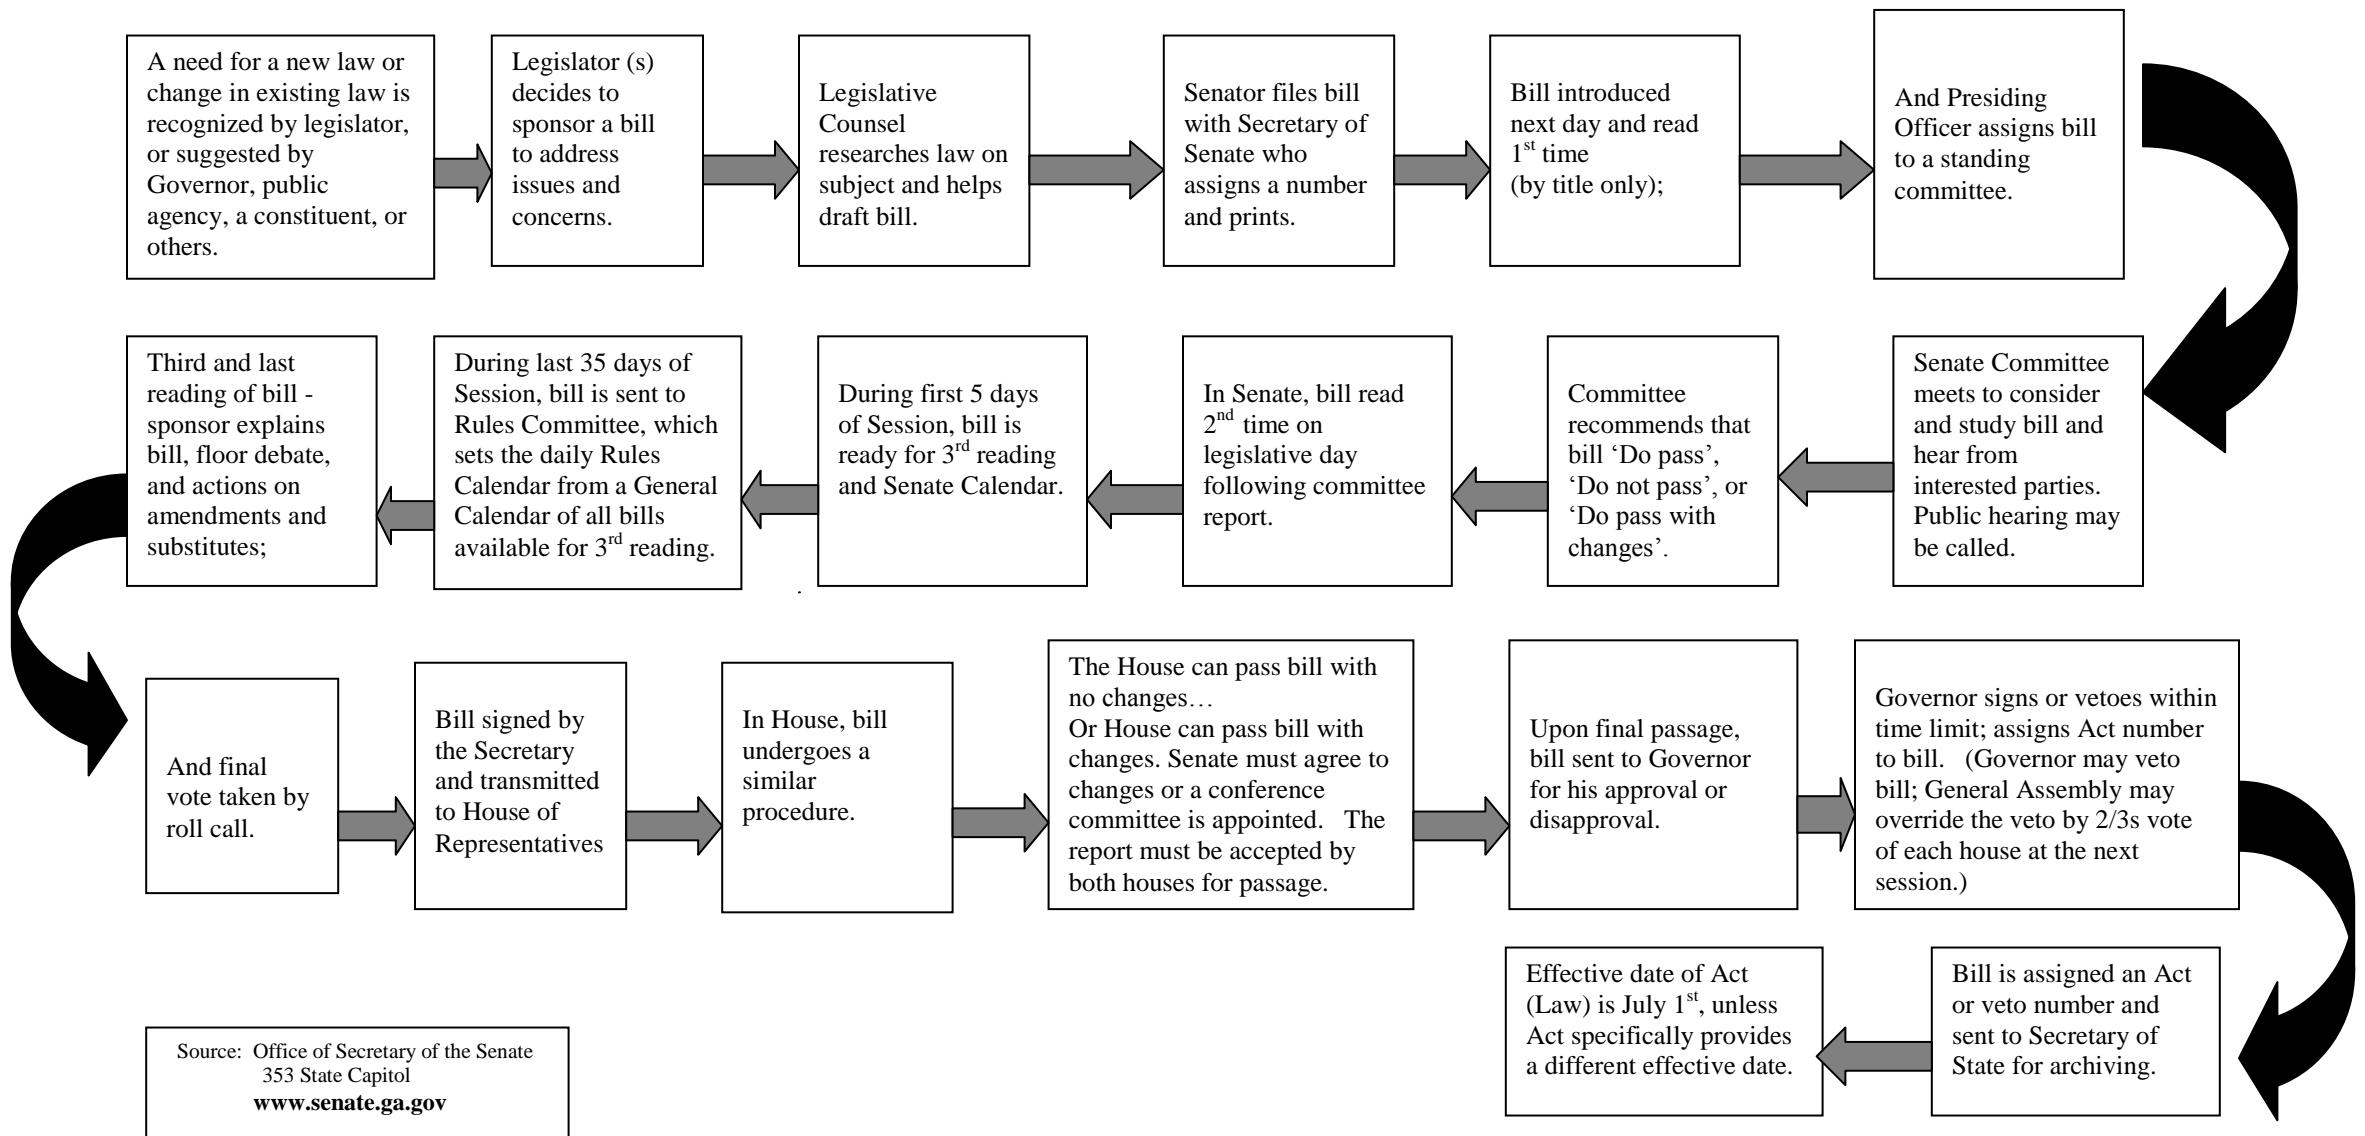 A need for a new law or
change in existing law is
recognized by legislator,
or suggested by
Governor, public
agency, a constituent, or
others.
Legislator (s)
decides to
sponsor a bill
to address
issues and
concerns.
Legislative
Counsel
researches law on
subject and helps
draft bill.
Senator files bill
with Secretary of
Senate who
assigns a number
and prints.
Bill introduced
next day and read
1st time
(by title only);
And Presiding
Officer assigns bill
to a standing
committee.
Senate Committee
meets to consider
and study bill and
hear from
interested parties.
Public hearing may
be called.
Committee
recommends that
bill ‘Do pass’,
‘Do not pass’, or
‘Do pass with
changes’.
In Senate, bill read
2nd time on
legislative day
following committee
report.
During first 5 days
of Session, bill is
ready for 3rd reading
and Senate Calendar.
During last 35 days of
Session, bill is sent to
Rules Committee, which
sets the daily Rules
Calendar from a General
Calendar of all bills
available for 3rd reading.
Third and last
reading of bill -
sponsor explains
bill, floor debate,
and actions on
amendments and
substitutes;
And final
vote taken by
roll call.
Bill signed by
the Secretary
and transmitted
to House of
Representatives
In House, bill
undergoes a
similar
procedure.
The House can pass bill with
no changes…
Or House can pass bill with
changes. Senate must agree to
changes or a conference
committee is appointed.   The
report must be accepted by
both houses for passage.
Upon final passage,
bill sent to Governor
for his approval or
disapproval.
Governor signs or vetoes within
time limit; assigns Act number
to bill.   (Governor may veto
bill; General Assembly may
override the veto by 2/3s vote
of each house at the next
session.)
Bill is assigned an Act
or veto number and
sent to Secretary of
State for archiving.
Effective date of Act
(Law) is July 1st, unless
Act specifically provides
a different effective date.
Source:  Office of Secretary of the Senate
353 State Capitol
www.senate.ga.gov